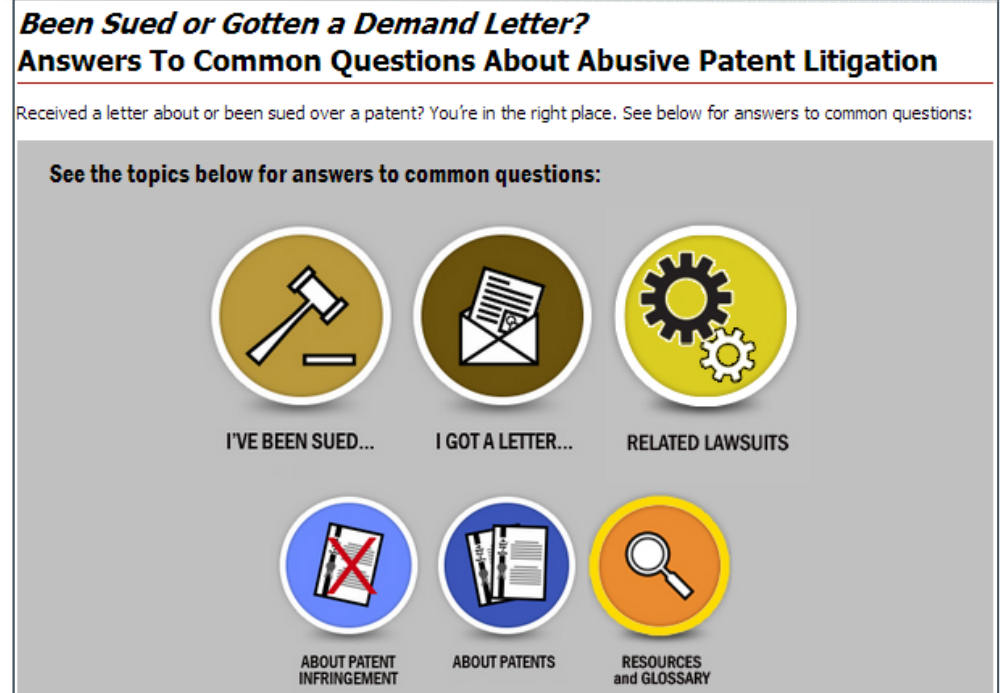 Been Sued or Gotten a Demand Letter?
Answers To Common Questions About Abusive Patent Litigation
Received a letter about or been sued over a patent? You're in the right place. See below for answers to common questions:
See the topics below for answers to common questions:
I'VE BEEN SUED...
I GOT A LETTER...
RELATED LAWSUITS
ABOUT PATENT
INFRINGEMENT
ABOUT PATENTS
RESOURCES
and GLOSSARY